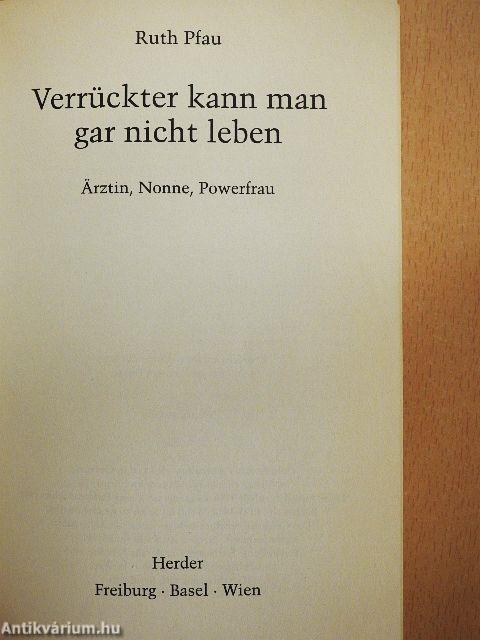 Ruth Pfau
Verrückter kann man
gar nicht leben
Ärztin, Nonne, Powerfrau
Herder
Freiburg · Basel · Wien
Antikvárium.hu